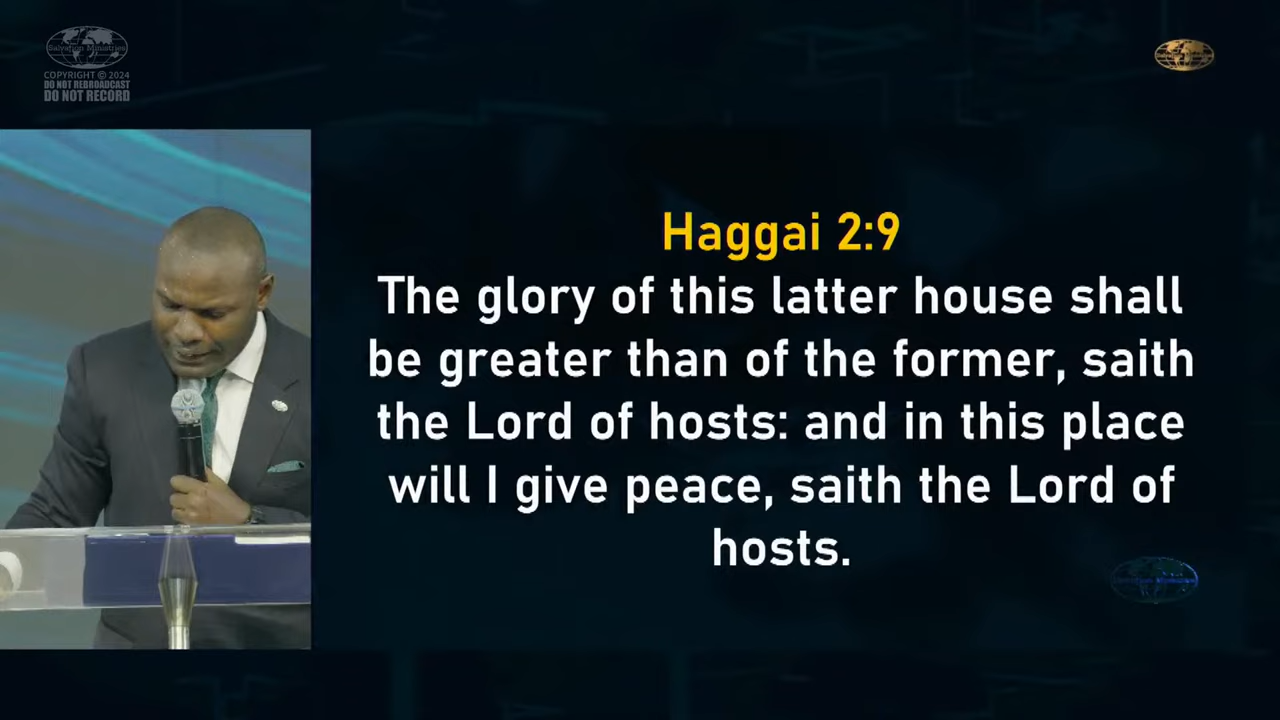 Salvation Ministries
COPYRIGHT © 2024
DO NOT REBROADCAST
DO NOT RECORD
Haggai 2:9
The glory of this latter house shall
be greater than of the former, saith
the Lord of hosts: and in this place
will I give peace, saith the Lord of
hosts.
Salvation Ministries